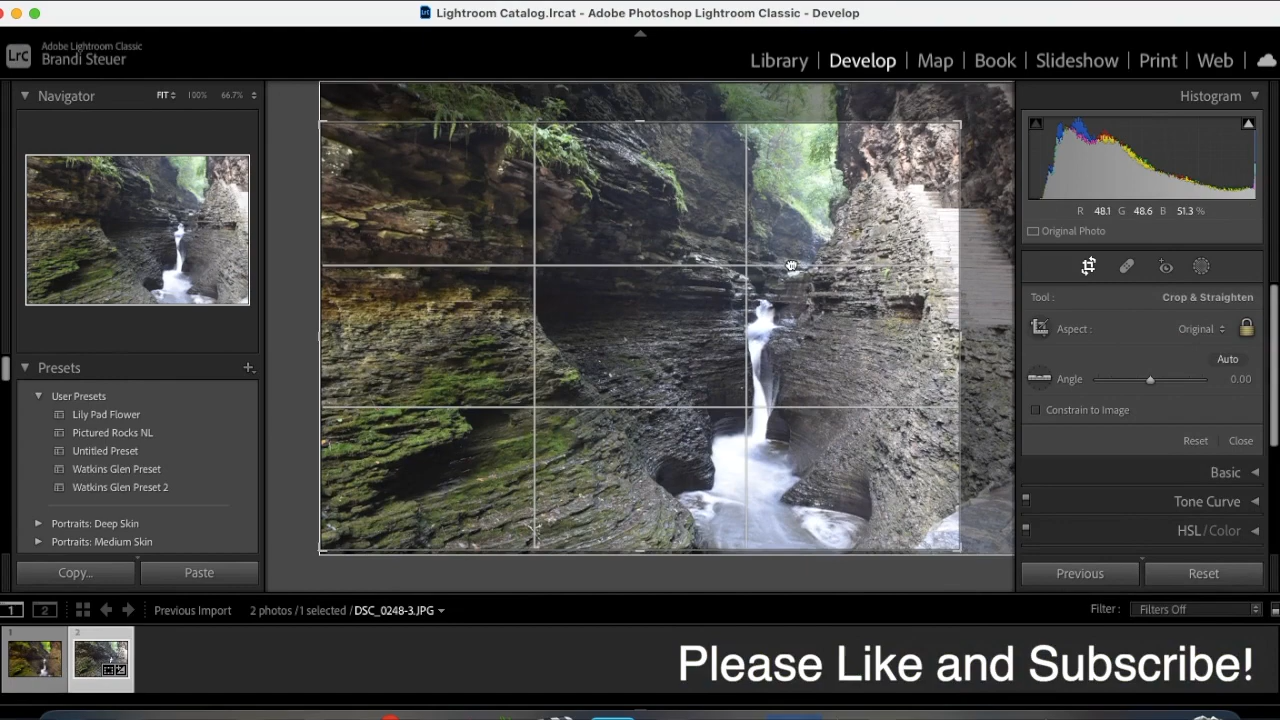 Lightroom Catalog.lrcat - Adobe Photoshop Lightroom Classic - Develop
LrC
Adobe Lightroom Classic
Brandi Steuer
Library | Develop | Map | Book | Slideshow | Print | Web
Navigator
FIT
100%
66.7%
Histogram
R 48.1 G 48.6 B 51.3 %
Original Photo
Tool : Crop & Straighten
Aspect : Original
Auto
Angle 0.00
Constrain to Image
Reset Close
Basic
Tone Curve
HSL / Color
Previous Reset
Presets
User Presets
Lily Pad Flower
Pictured Rocks NL
Untitled Preset
Watkins Glen Preset
Watkins Glen Preset 2
Portraits: Deep Skin
Portraits: Medium Skin
Copy... Paste
1 2 Previous Import 2 photos / 1 selected / DSC_0248-3.JPG Filter : Filters Off
1 2
Please Like and Subscribe!